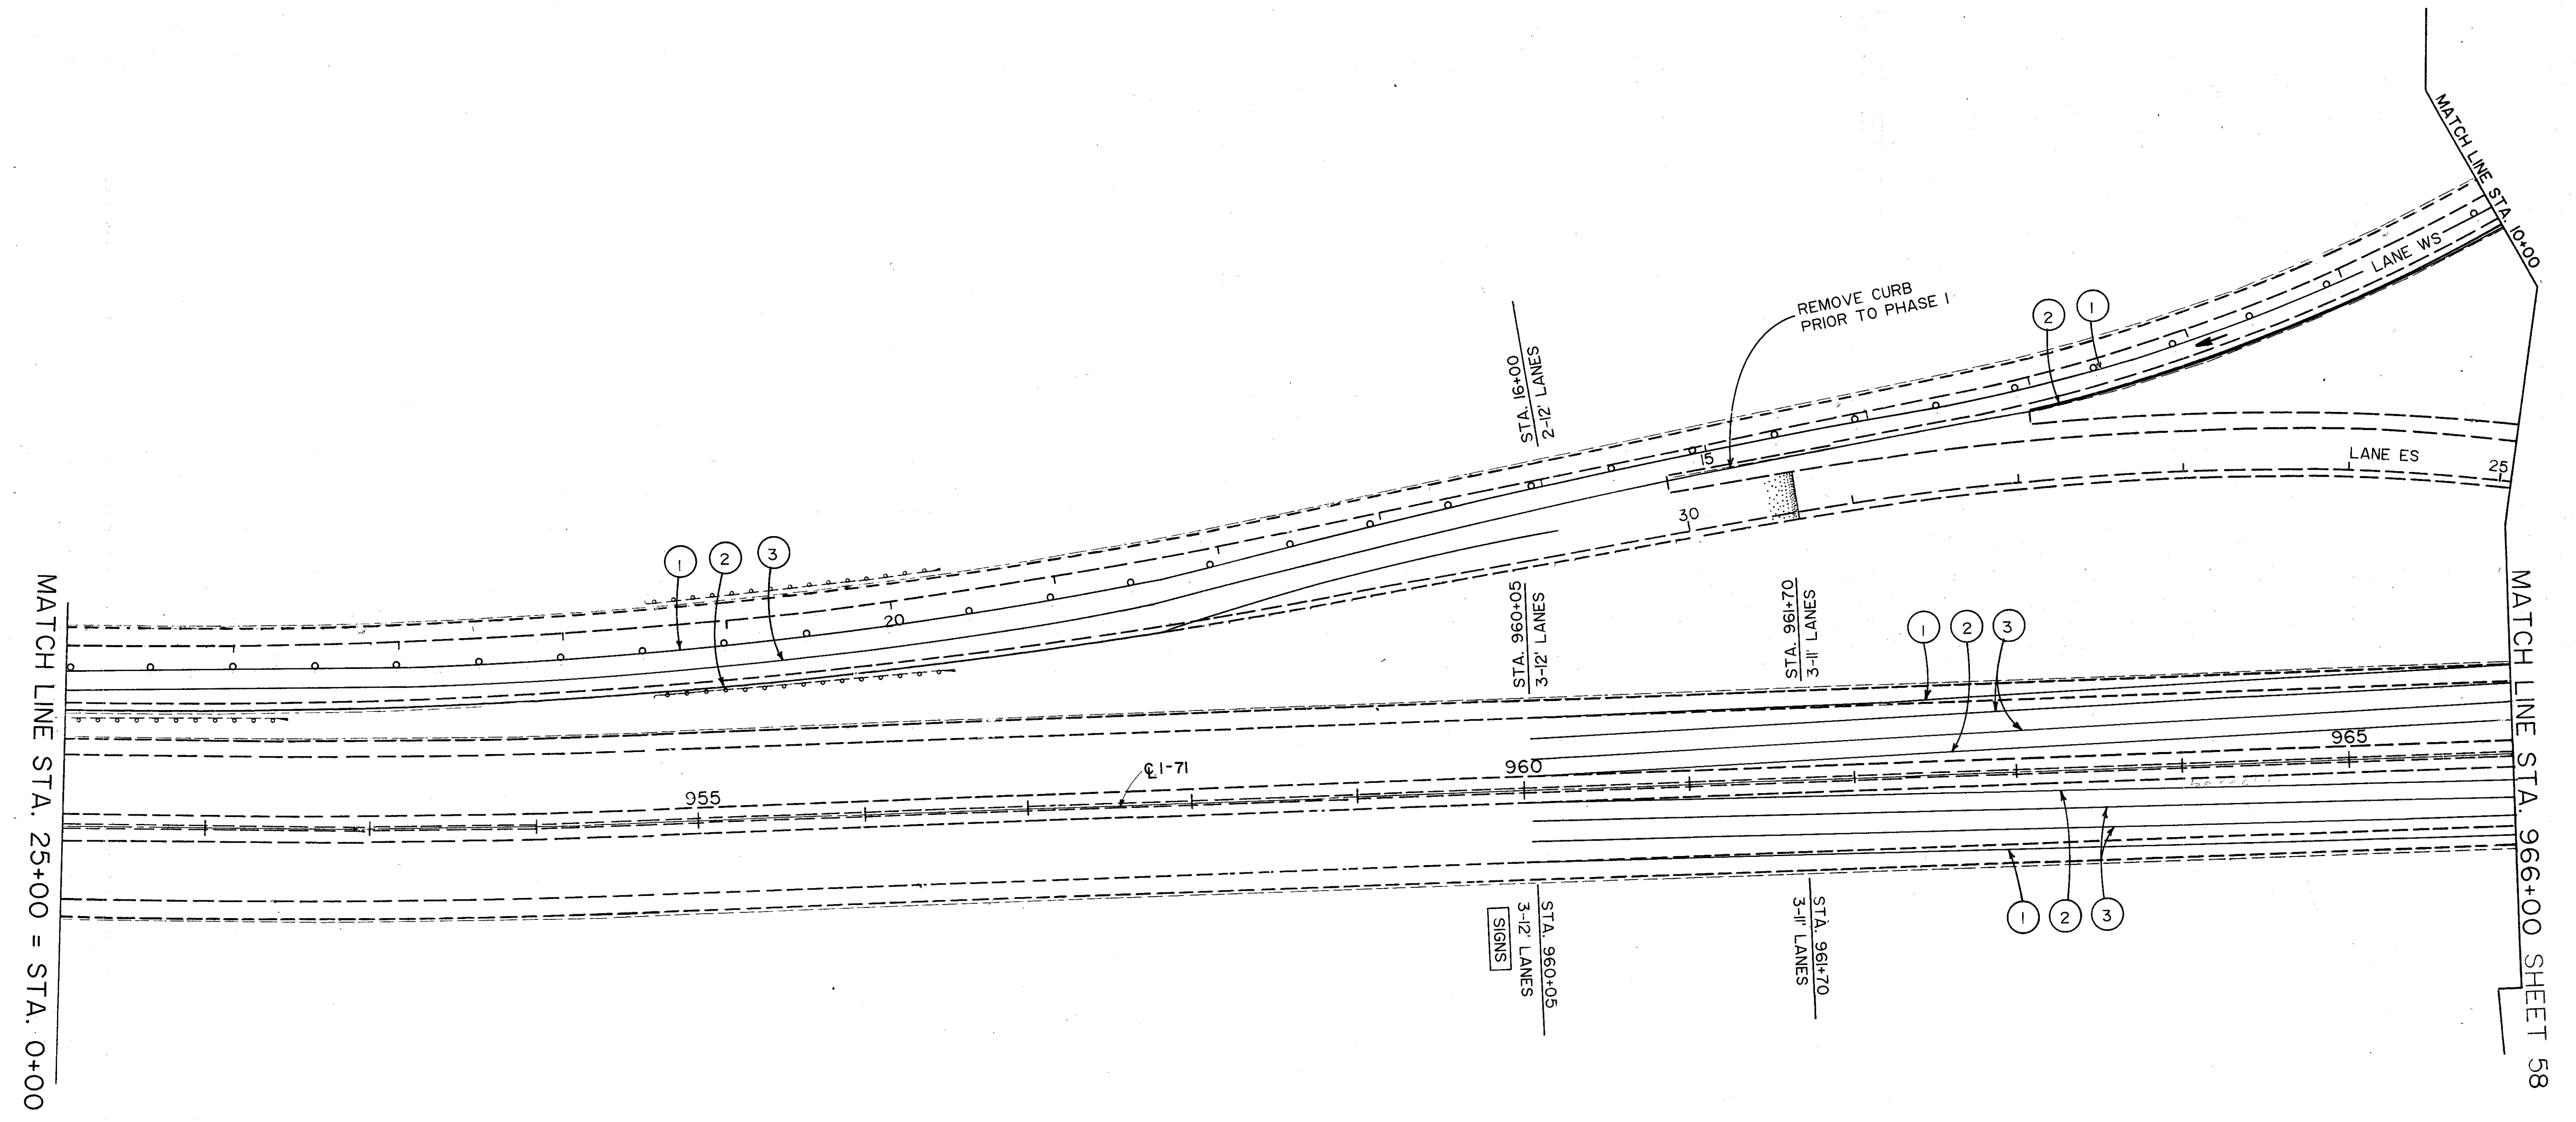 MATCH LINE STA. 10+00
LANE WS
REMOVE CURB
PRIOR TO PHASE I
2
1
STA. 16+00
2-12' LANES
15
LANE ES
25
30
1
2
3
20
STA. 960+05
3-12' LANES
STA. 961+70
3-11' LANES
1
2
3
MATCH LINE STA. 25+00 = STA. 0+00
MATCH LINE STA. 966+00 SHEET 58
965
960
℄ I-71
955
1
2
3
STA. 960+05
3-12' LANES
SIGNS
STA. 961+70
3-11' LANES